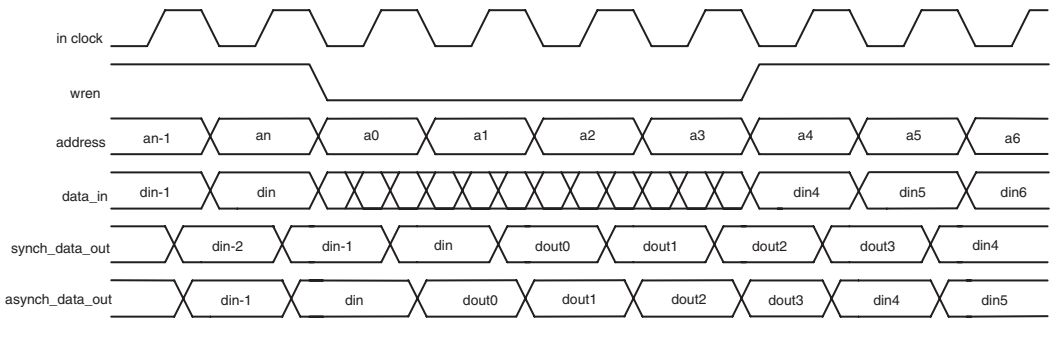 in clock
wren
address an-1 an a0 a1 a2 a3 a4 a5 a6
data_in din-1 din din4 din5 din6
synch_data_out din-2 din-1 din dout0 dout1 dout2 dout3 din4
asynch_data_out din-1 din dout0 dout1 dout2 dout3 din4 din5